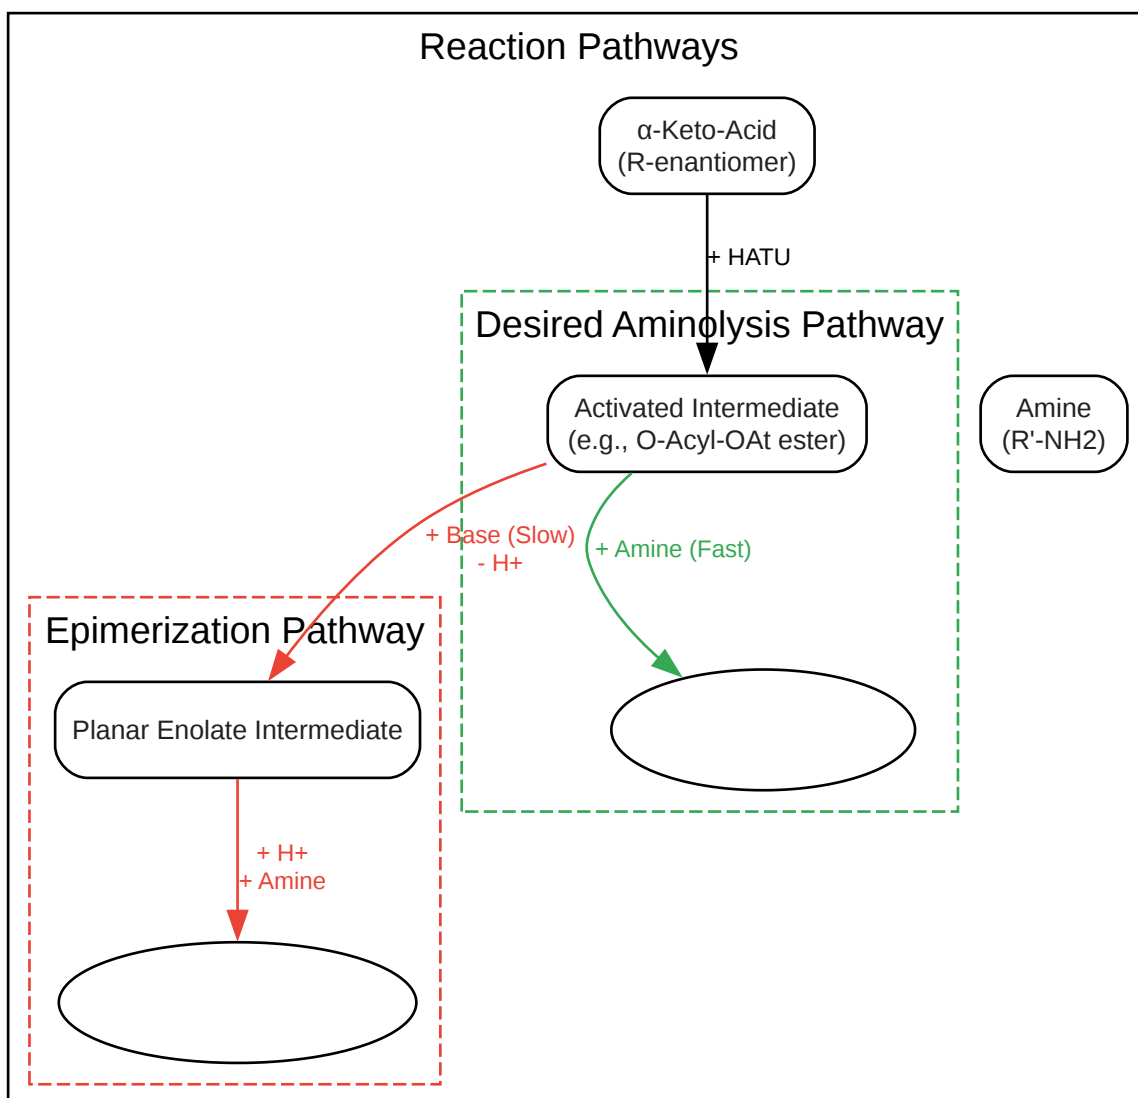 Reaction Pathways
α-Keto-Acid
(R-enantiomer)
+ HATU
Desired Aminolysis Pathway
Activated Intermediate
(e.g., O-Acyl-OAt ester)
Amine
(R'-NH2)
+ Base (Slow)
- H+
+ Amine (Fast)
Epimerization Pathway
Planar Enolate Intermediate
+ H+
+ Amine